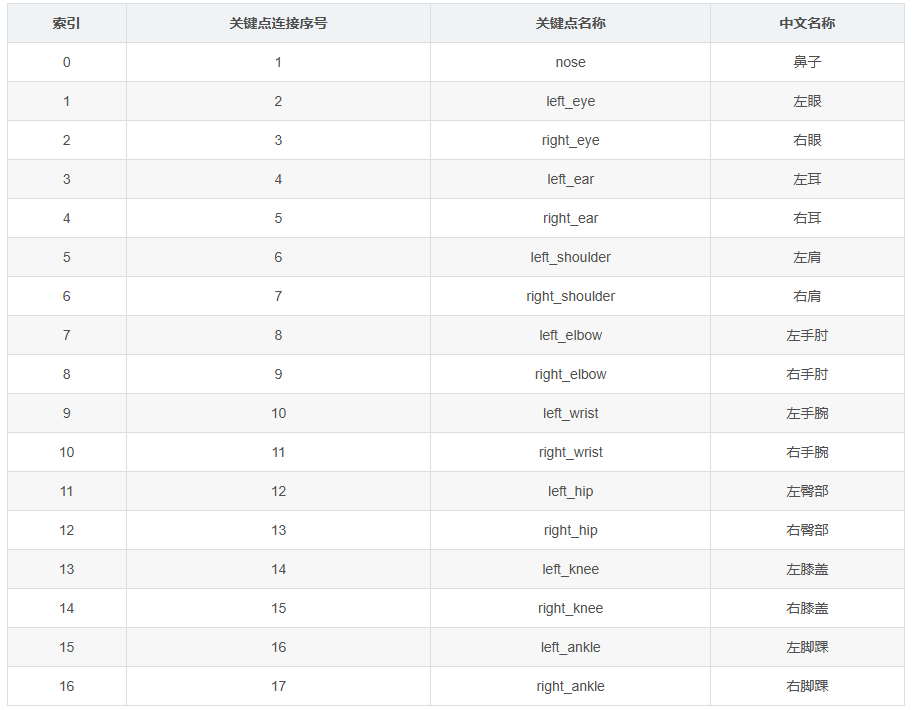 索引 关键点连接序号 关键点名称 中文名称
0 1 nose 鼻子
1 2 left_eye 左眼
2 3 right_eye 右眼
3 4 left_ear 左耳
4 5 right_ear 右耳
5 6 left_shoulder 左肩
6 7 right_shoulder 右肩
7 8 left_elbow 左手肘
8 9 right_elbow 右手肘
9 10 left_wrist 左手腕
10 11 right_wrist 右手腕
11 12 left_hip 左臀部
12 13 right_hip 右臀部
13 14 left_knee 左膝盖
14 15 right_knee 右膝盖
15 16 left_ankle 左脚踝
16 17 right_ankle 右脚踝